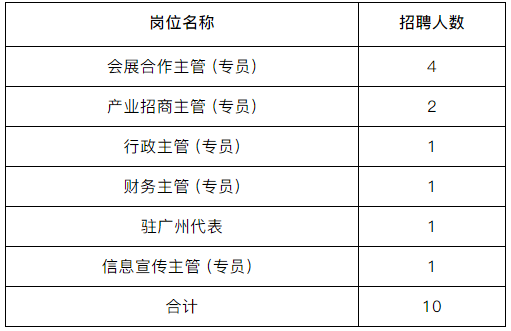 岗位名称 招聘人数
会展合作主管(专员) 4
产业招商主管(专员) 2
行政主管(专员) 1
财务主管(专员) 1
驻广州代表 1
信息宣传主管(专员) 1
合计 10